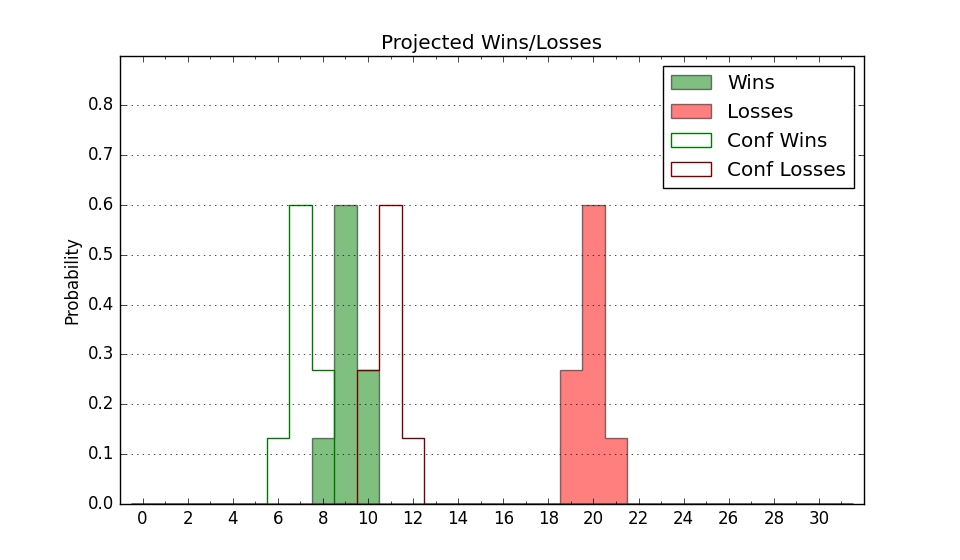 Projected Wins/Losses
Wins
Losses
Conf Wins
Conf Losses
Probability
0.8
0.7
0.6
0.5
0.4
0.3
0.2
0.1
0.0
0 2 4 6 8 10 12 14 16 18 20 22 24 26 28 30